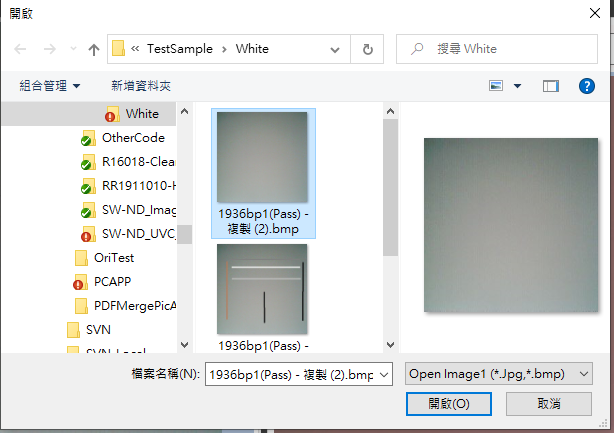 開啟
« TestSample › White
搜尋 White
組合管理
新增資料夾
White
OtherCode
R16018-Clea
RR1911010-H
SW-ND_Imag
SW-ND_UVC_
OriTest
PCAPP
PDFMergePicA
SVN
SVN_Local
1936bp1(Pass) -
複製 (2).bmp
1936bp1(Pass) -
檔案名稱(N):
1936bp1(Pass) - 複製 (2).bmp
Open Image1 (*.Jpg,*.bmp)
開啟(O)
取消